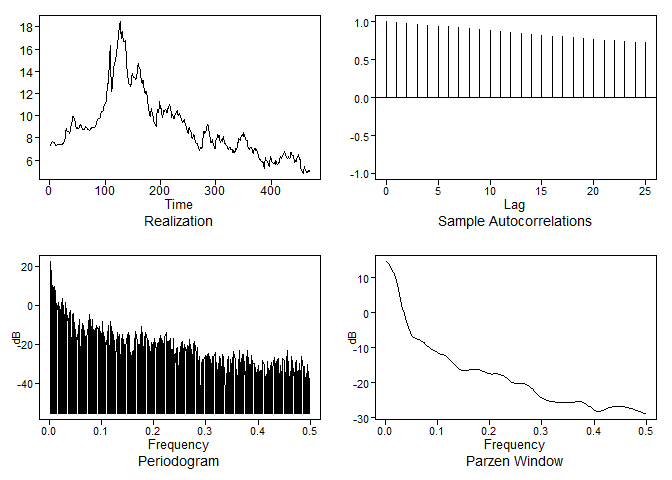 18
16
14
12
10
8
6
0 100 200 300 400
Time
Realization
1.0
0.5
0.0
-0.5
-1.0
0 5 10 15 20 25
Lag
Sample Autocorrelations
20
0
-20
-40
dB
0.0 0.1 0.2 0.3 0.4 0.5
Frequency
Periodogram
10
0
-10
-20
-30
dB
0.0 0.1 0.2 0.3 0.4 0.5
Frequency
Parzen Window